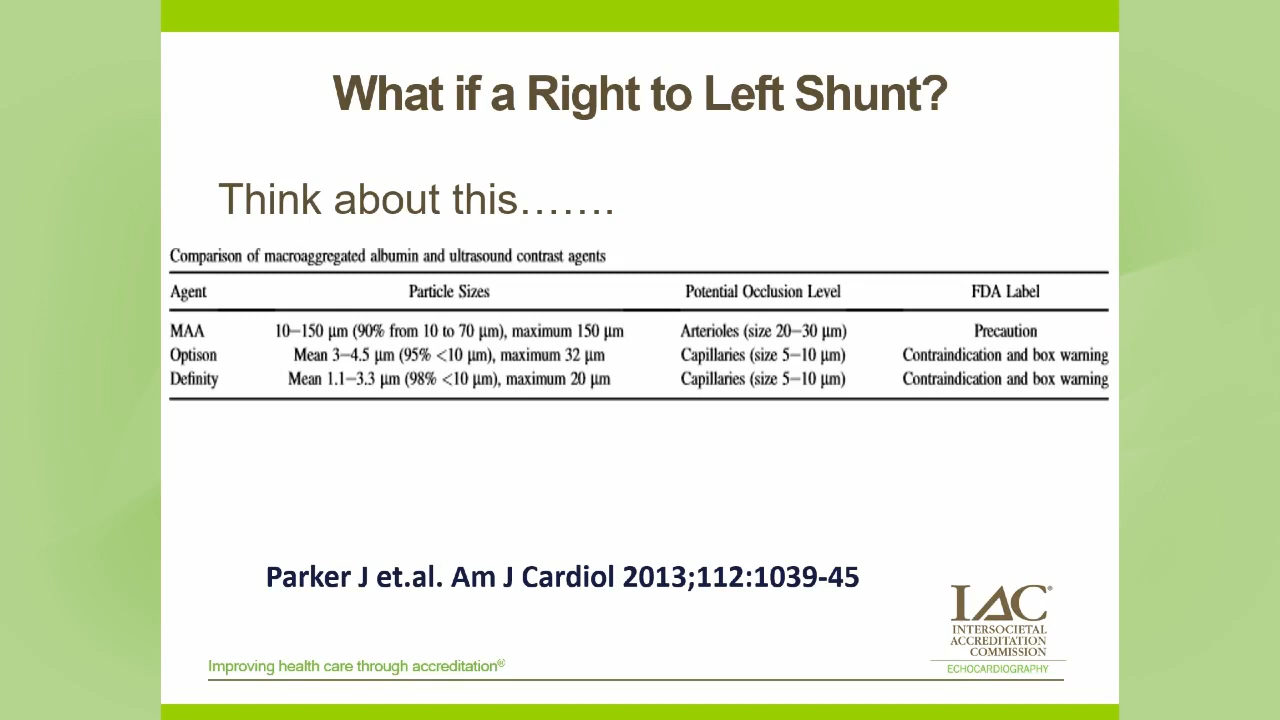 What if a Right to Left Shunt?
Think about this…….
Comparison of macroaggregated albumin and ultrasound contrast agents
Agent Particle Sizes Potential Occlusion Level FDA Label
MAA 10–150 μm (90% from 10 to 70 μm), maximum 150 μm Arterioles (size 20–30 μm) Precaution
Optison Mean 3–4.5 μm (95% <10 μm), maximum 32 μm Capillaries (size 5–10 μm) Contraindication and box warning
Definity Mean 1.1–3.3 μm (98% <10 μm), maximum 20 μm Capillaries (size 5–10 μm) Contraindication and box warning
Parker J et.al. Am J Cardiol 2013;112:1039-45
IAC®
INTERSOCIETAL
ACCREDITATION
COMMISSION
ECHOCARDIOGRAPHY
Improving health care through accreditation®